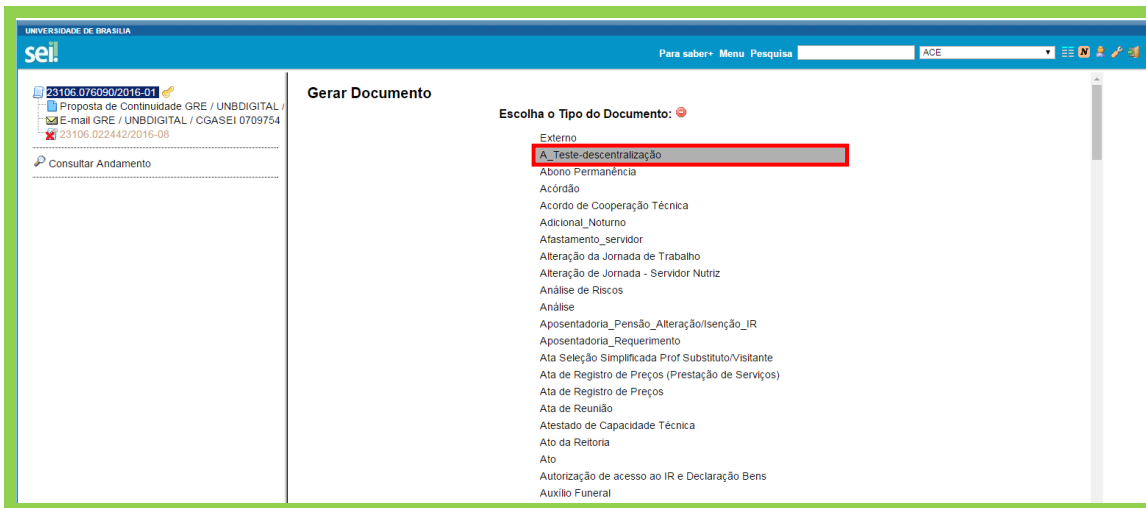 UNIVERSIDADE DE BRASILIA
sei!
Para saber+ Menu Pesquisa
ACE
N
23106.076090/2016-01
Proposta de Continuidade GRE / UNBDIGITAL /
E-mail GRE / UNBDIGITAL / CGASEI 0709754
23106.022442/2016-08
Consultar Andamento
Gerar Documento
Escolha o Tipo do Documento:
Externo
A_Teste-descentralização
Abono Permanência
Acórdão
Acordo de Cooperação Técnica
Adicional_Noturno
Afastamento_servidor
Alteração da Jornada de Trabalho
Alteração de Jornada - Servidor Nutriz
Análise de Riscos
Análise
Aposentadoria_Pensão_Alteração/Isenção_IR
Aposentadoria_Requerimento
Ata Seleção Simplificada Prof Substituto/Visitante
Ata de Registro de Preços (Prestação de Serviços)
Ata de Registro de Preços
Ata de Reunião
Atestado de Capacidade Técnica
Ato da Reitoria
Ato
Autorização de acesso ao IR e Declaração Bens
Auxílio Funeral